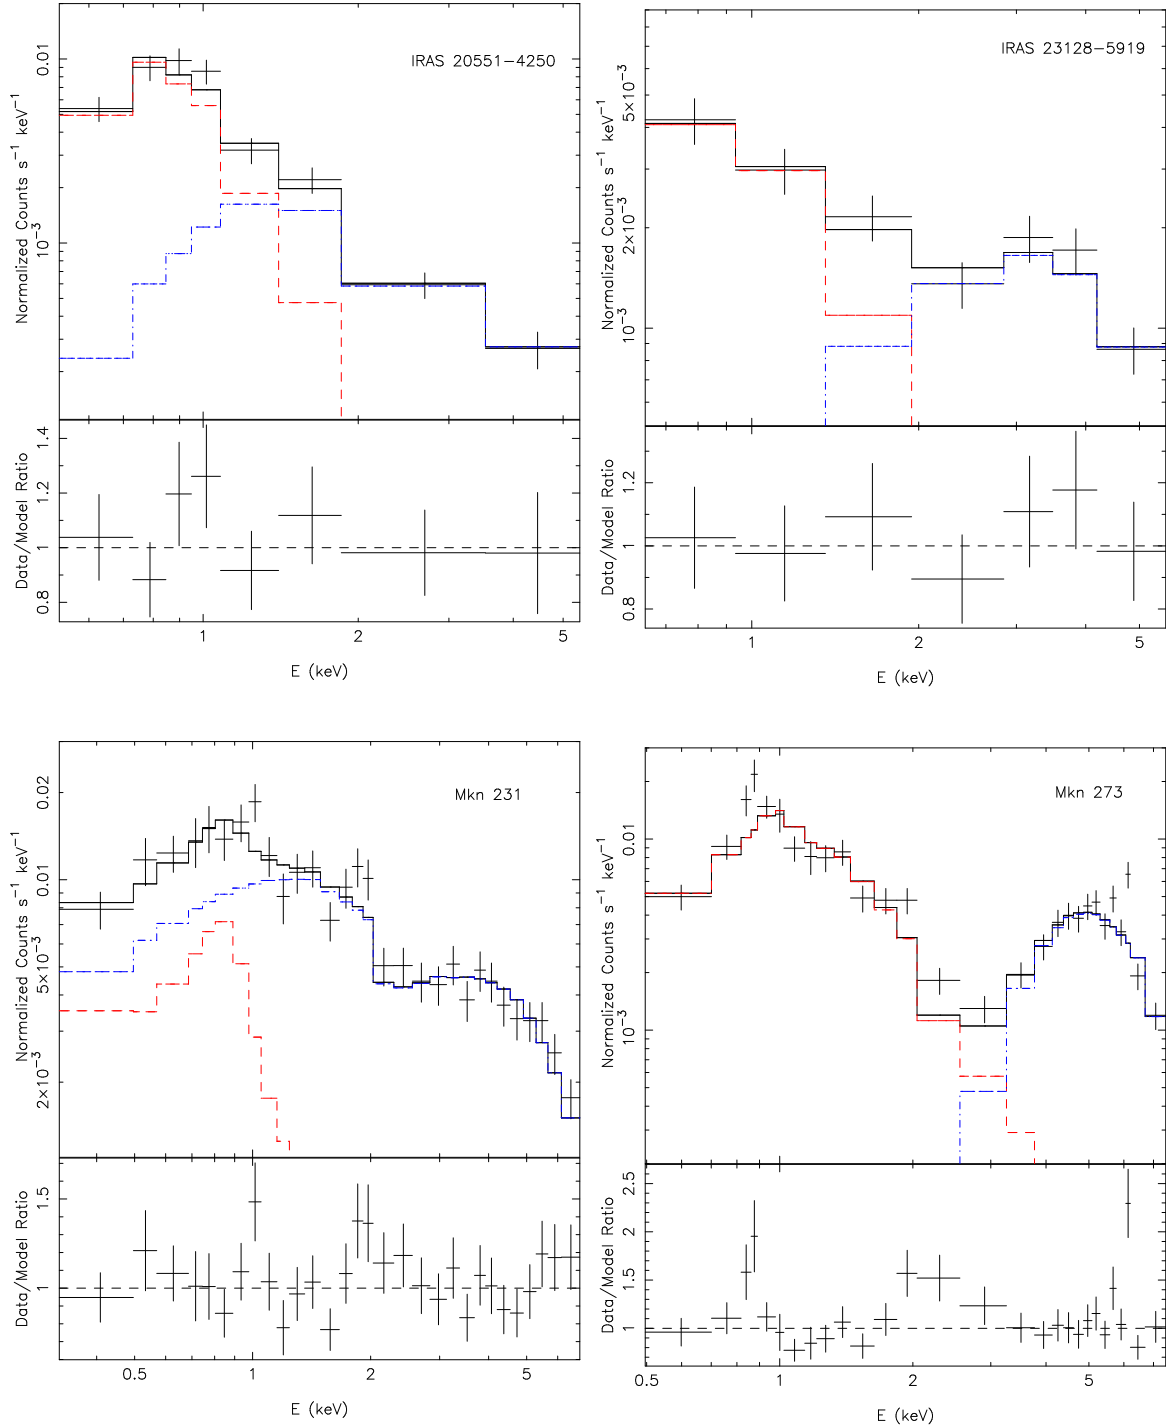 IRAS 20551−4250
Normalized Counts s⁻¹ keV⁻¹
0.01
10⁻³
Data/Model Ratio
1.4
1.2
1
0.8
1 2 5
E (keV)
IRAS 23128−5919
Normalized Counts s⁻¹ keV⁻¹
5×10⁻³
2×10⁻³
10⁻³
Data/Model Ratio
1.2
1
0.8
1 2 5
E (keV)
Mkn 231
Normalized Counts s⁻¹ keV⁻¹
0.02
0.01
5×10⁻³
2×10⁻³
Data/Model Ratio
1.5
1
0.5 1 2 5
E (keV)
Mkn 273
Normalized Counts s⁻¹ keV⁻¹
0.01
10⁻³
Data/Model Ratio
2.5
2
1.5
1
0.5 1 2 5
E (keV)